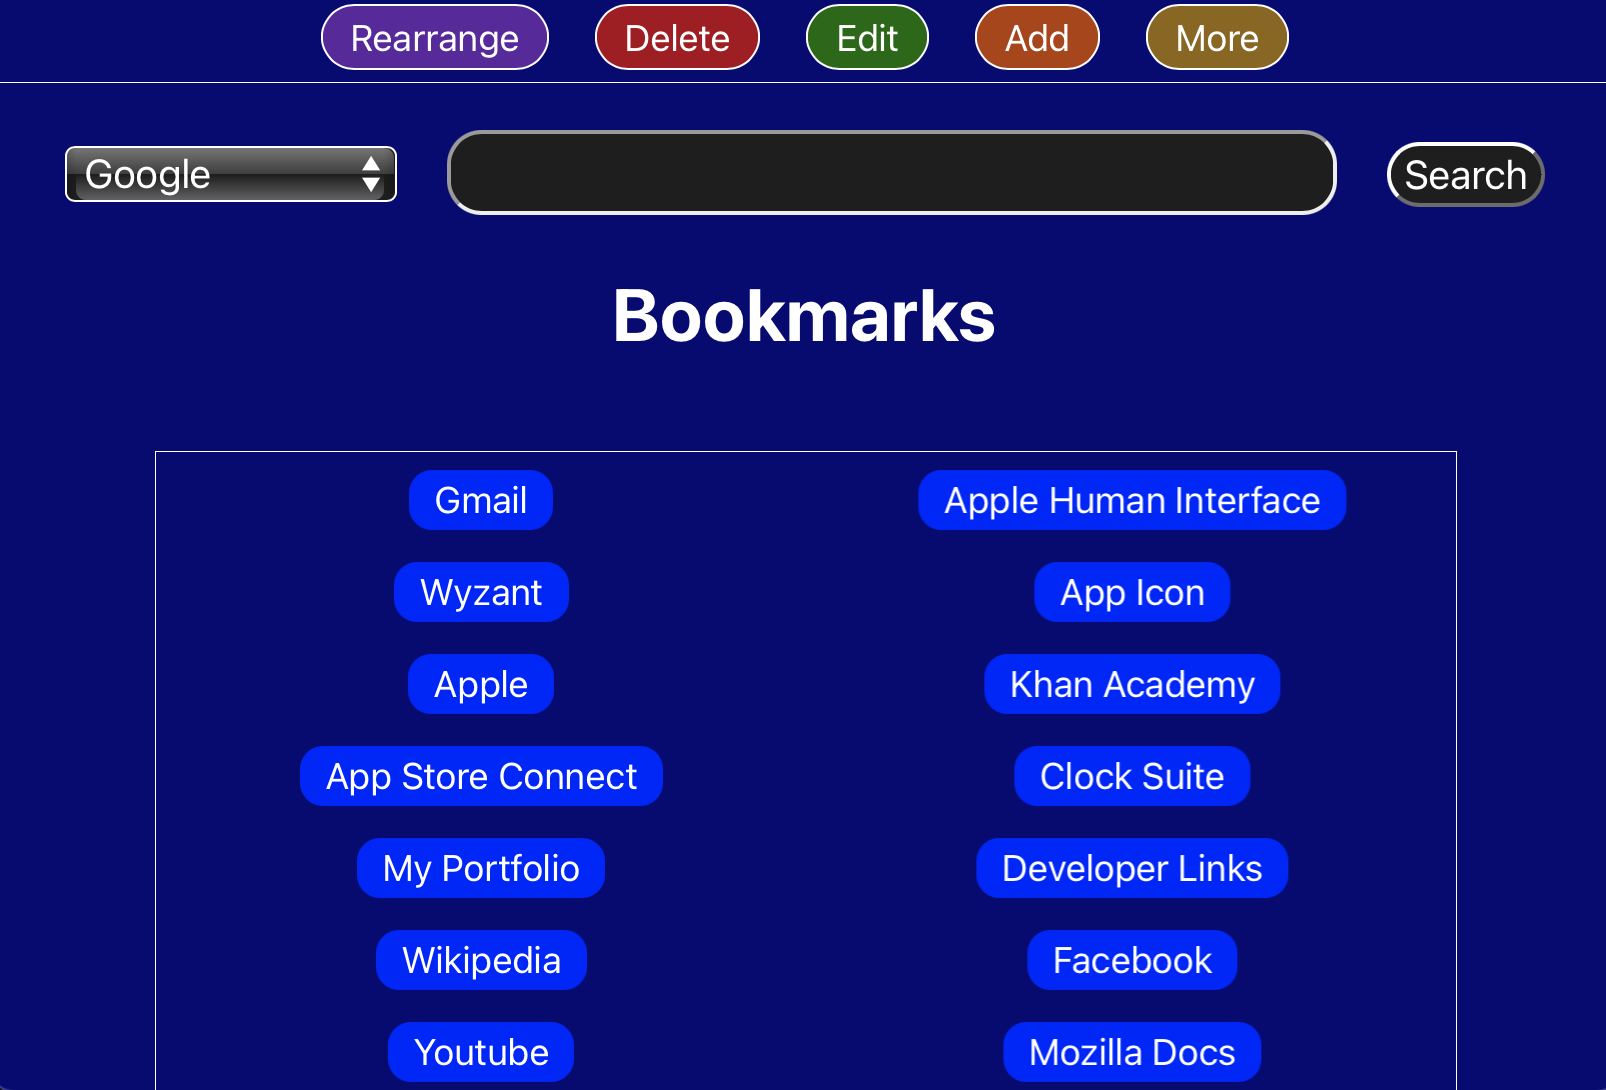 Rearrange Delete Edit Add More
Google Search
Bookmarks
Gmail Apple Human Interface
Wyzant App Icon
Apple Khan Academy
App Store Connect Clock Suite
My Portfolio Developer Links
Wikipedia Facebook
Youtube Mozilla Docs